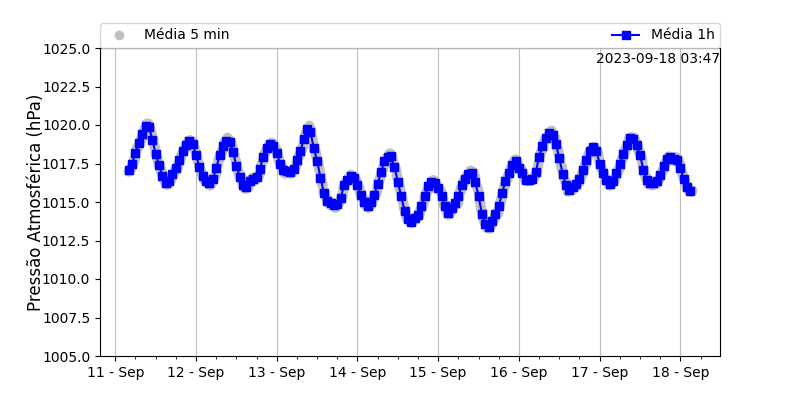 Média 5 min
Média 1h
2023-09-18 03:47
Pressão Atmosférica (hPa)
1025.0
1022.5
1020.0
1017.5
1015.0
1012.5
1010.0
1007.5
1005.0
11 - Sep
12 - Sep
13 - Sep
14 - Sep
15 - Sep
16 - Sep
17 - Sep
18 - Sep